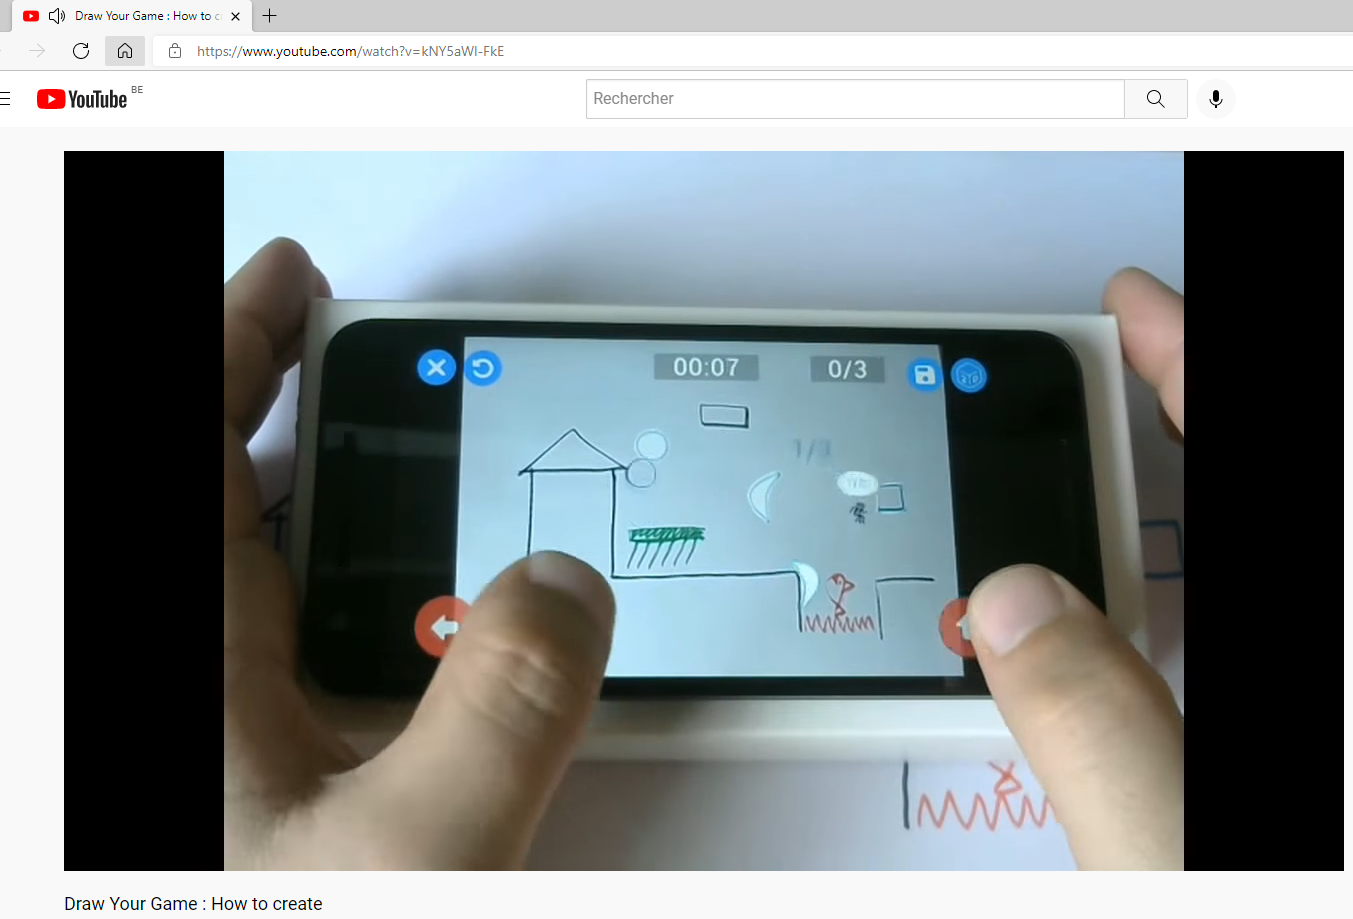 Draw Your Game : How to c
https://www.youtube.com/watch?v=kNY5aWI-FkE
YouTube BE
Rechercher
00:07
0/3
Draw Your Game : How to create